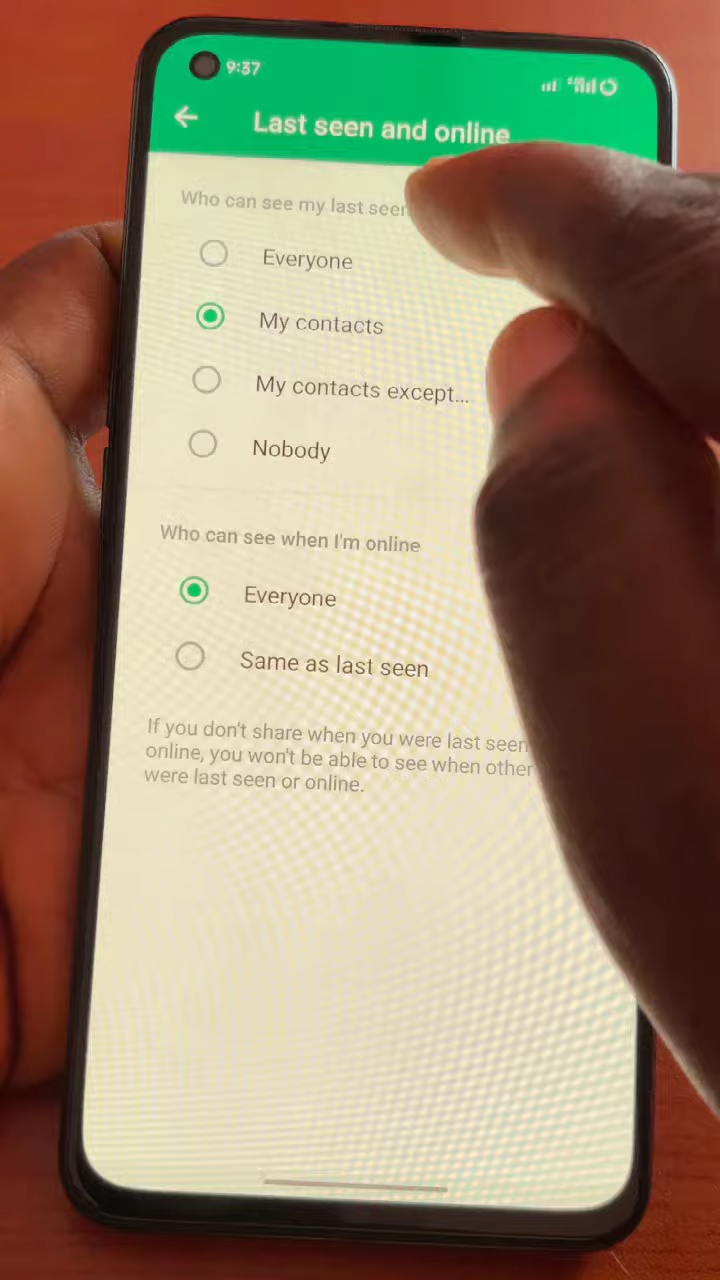 9:37
Last seen and online
Who can see my last seen
Everyone
My contacts
My contacts except...
Nobody
Who can see when I'm online
Everyone
Same as last seen
If you don't share when you were last seen
online, you won't be able to see when other
were last seen or online.